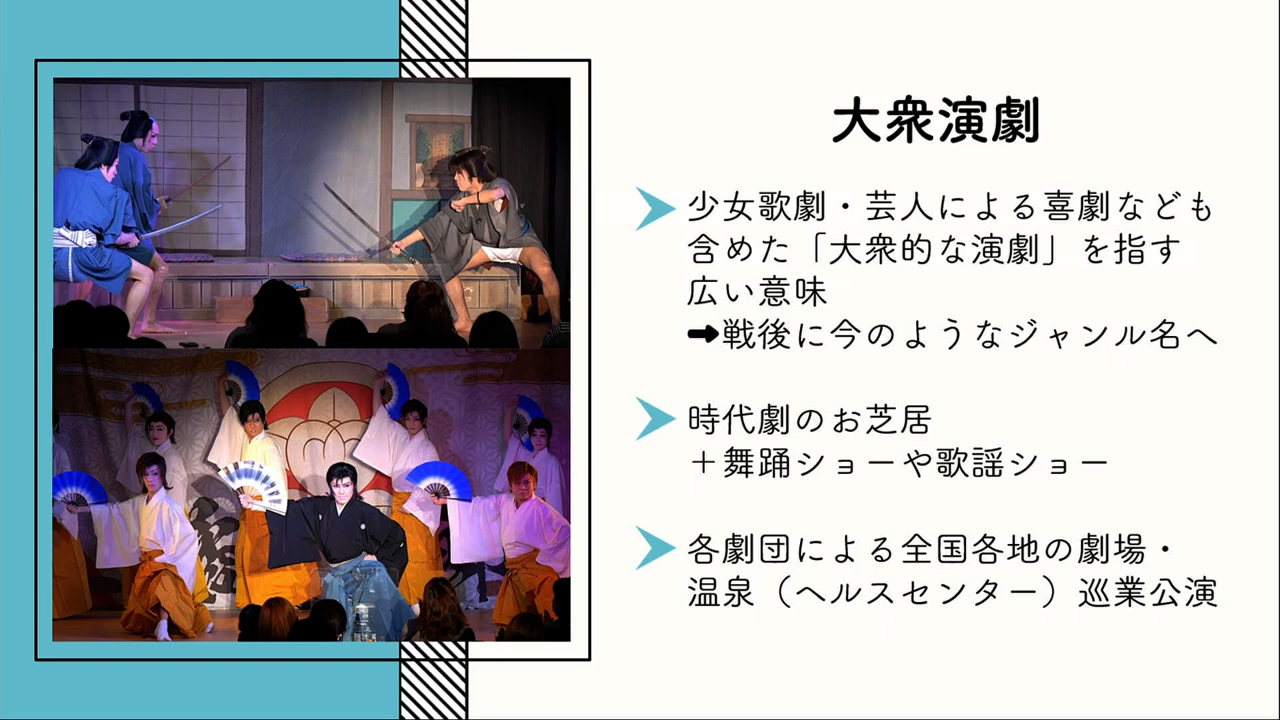 大衆演劇
少女歌劇・芸人による喜劇なども
含めた「大衆的な演劇」を指す
広い意味
➡戦後に今のようなジャンル名へ
時代劇のお芝居
＋舞踊ショーや歌謡ショー
各劇団による全国各地の劇場・
温泉（ヘルスセンター）巡業公演